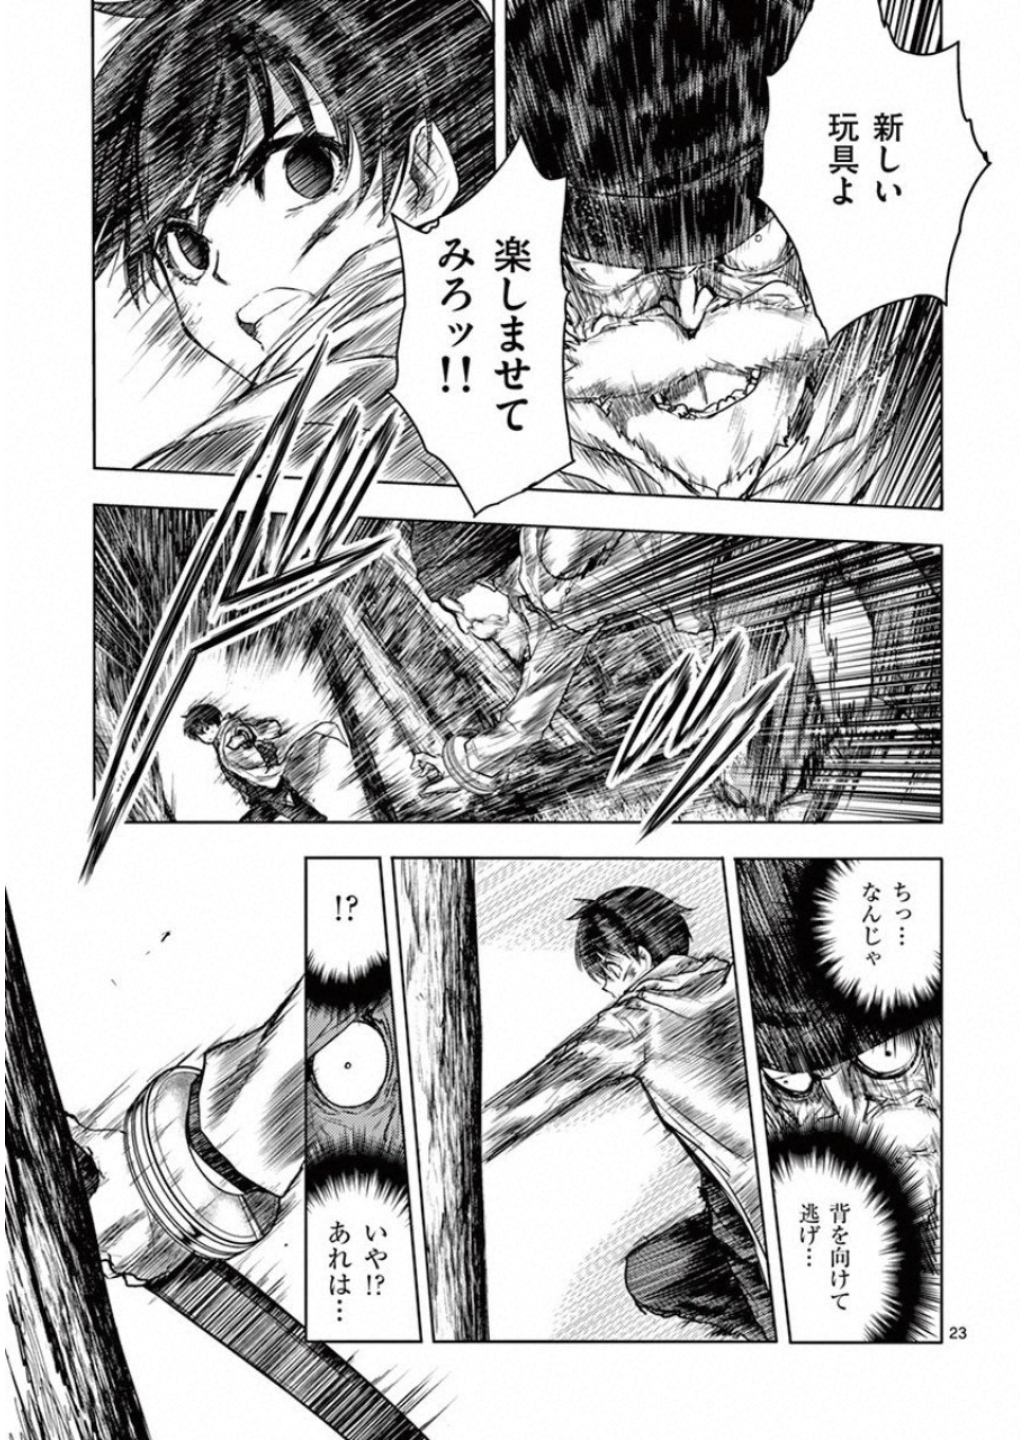 新しい
玩具よ
楽しませて
みろッ!!
ちっ…
なんじゃ
背を向けて
逃げ…
!?
いや!?
あれは…
23